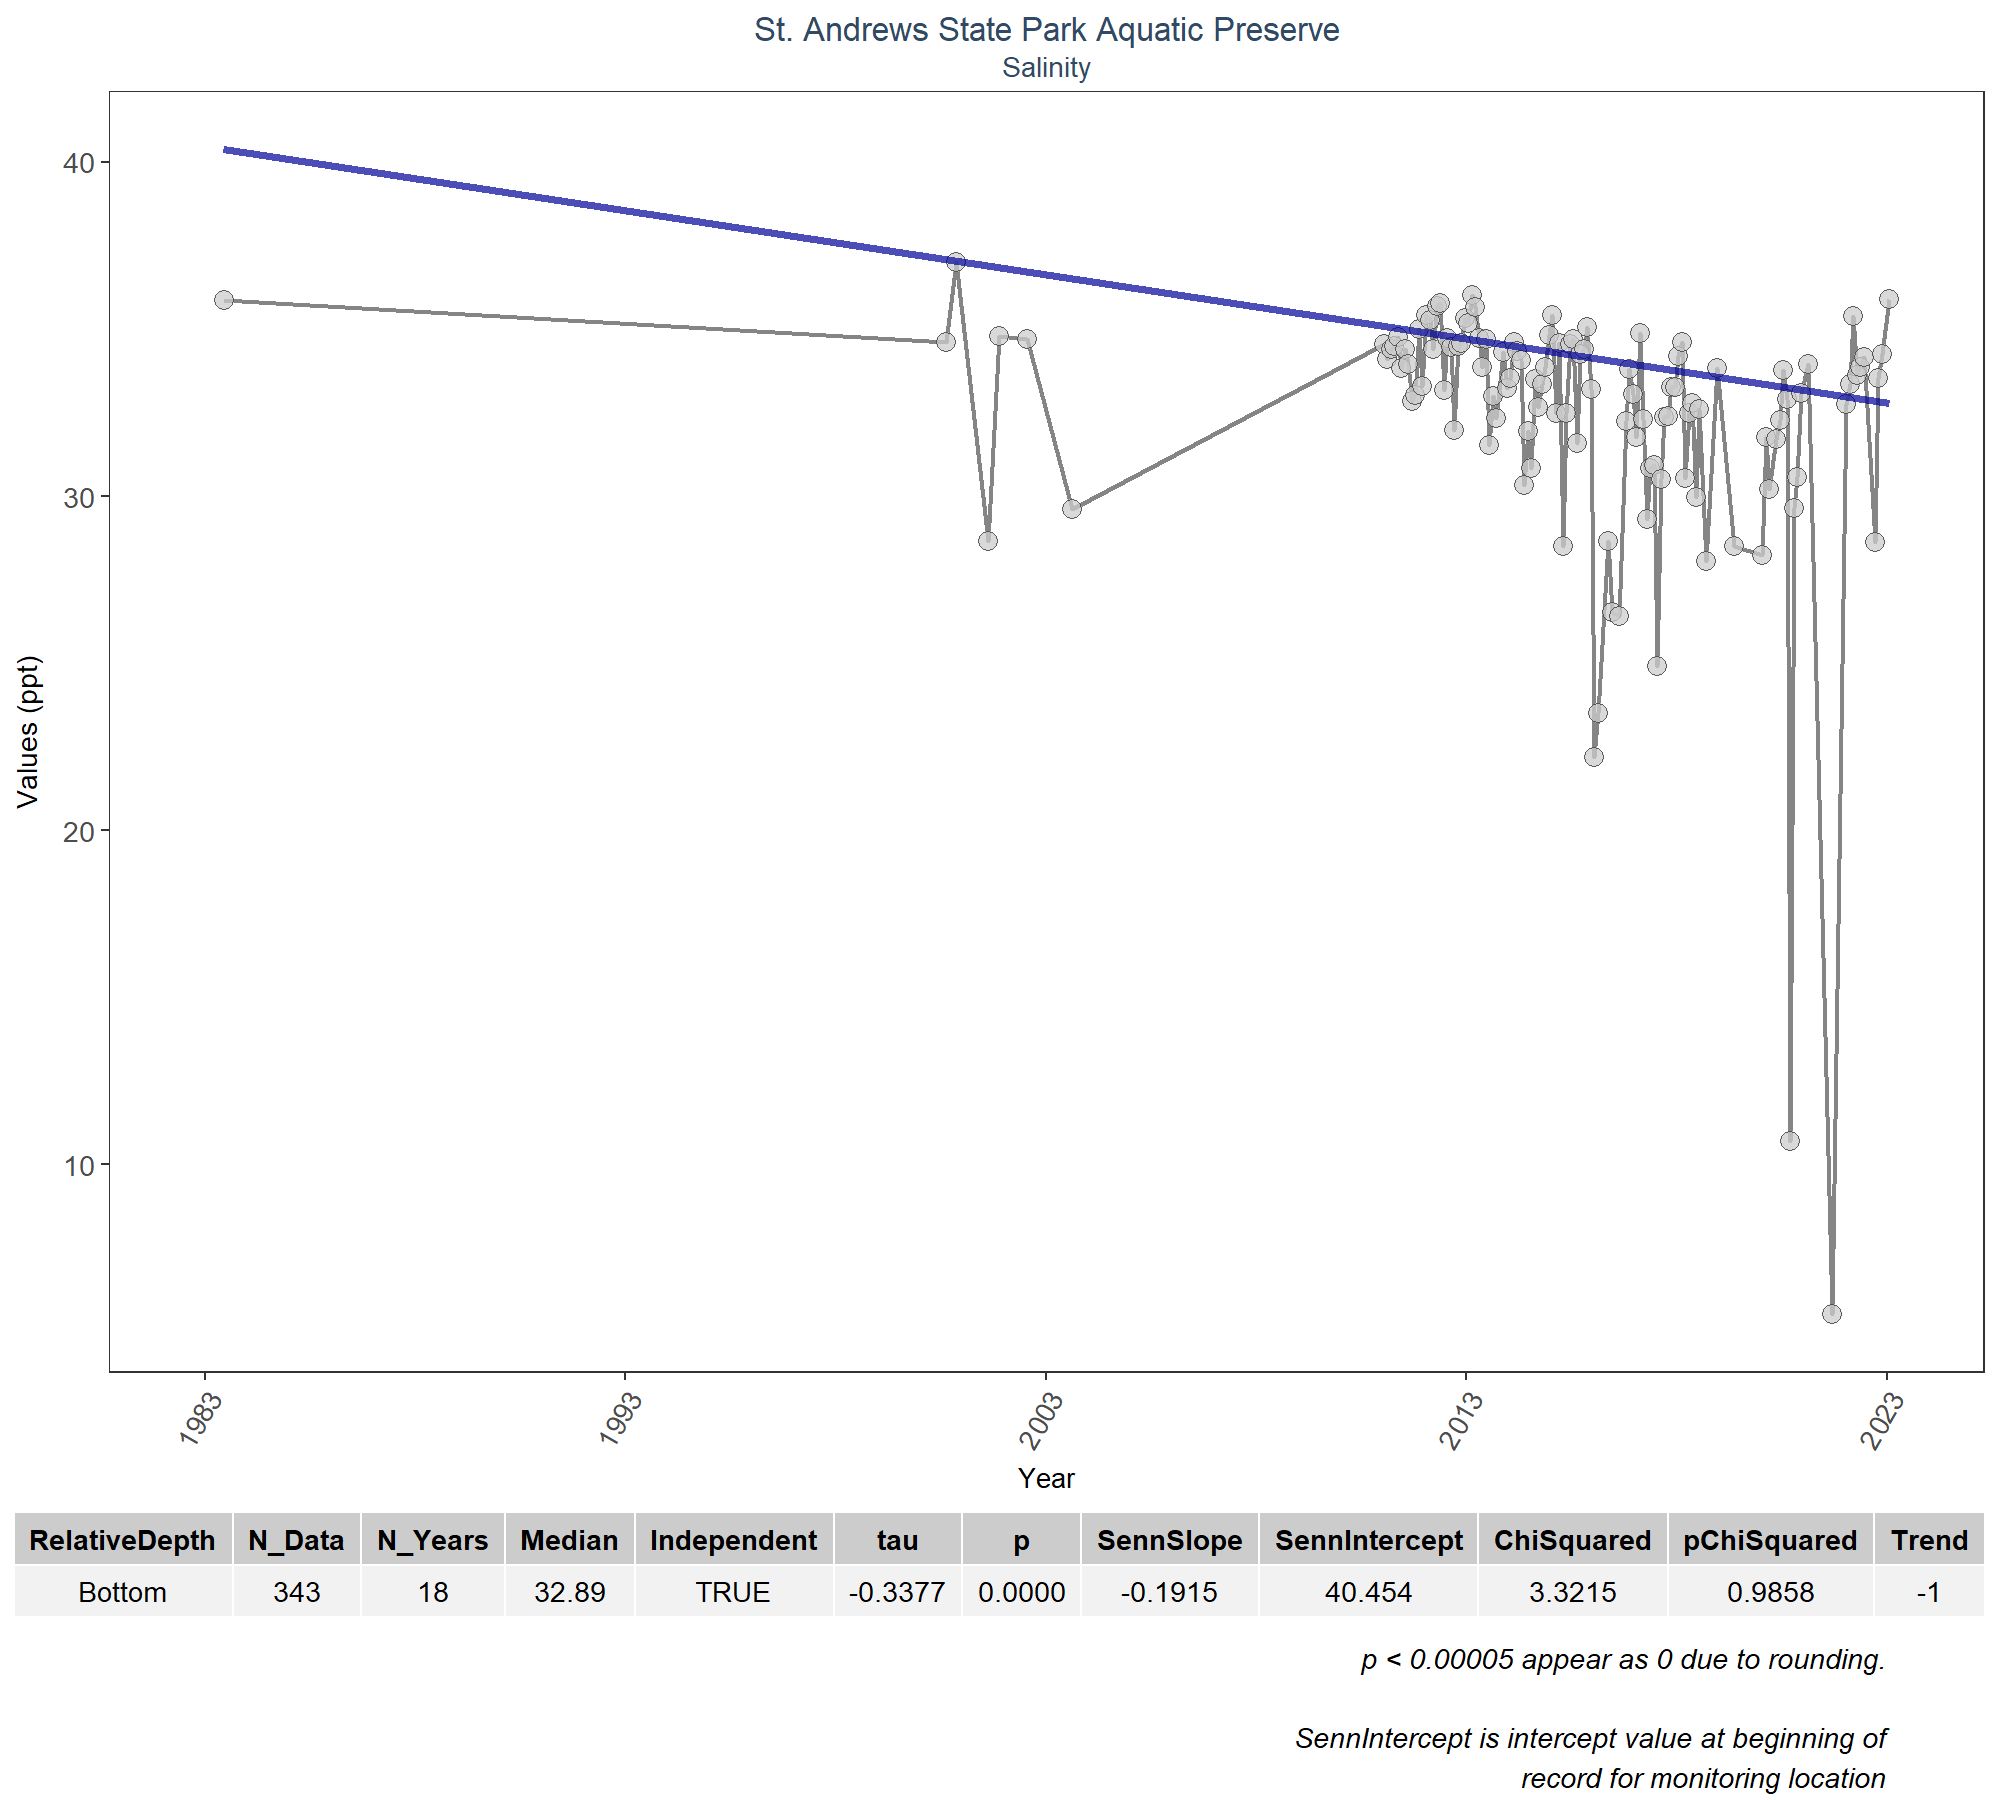 St. Andrews State Park Aquatic Preserve
Salinity
40
30
20
10
Values (ppt)
1983
1993
2003
2013
2023
Year
RelativeDepth N_Data N_Years Median Independent tau p SennSlope SennIntercept ChiSquared pChiSquared Trend
Bottom 343 18 32.89 TRUE -0.3377 0.0000 -0.1915 40.454 3.3215 0.9858 -1
p < 0.00005 appear as 0 due to rounding.
SennIntercept is intercept value at beginning of
record for monitoring location